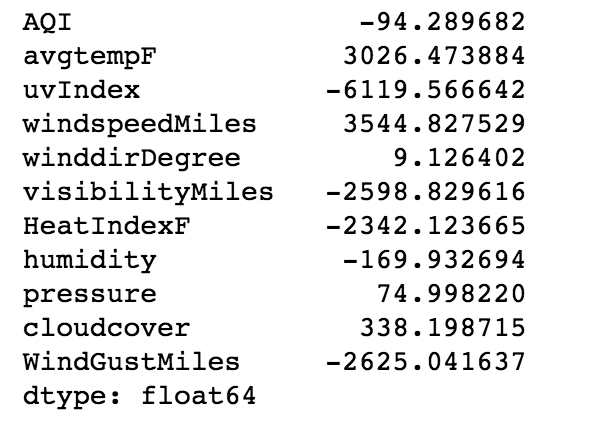 AQI -94.289682
avgtempF 3026.473884
uvIndex -6119.566642
windspeedMiles 3544.827529
winddirDegree 9.126402
visibilityMiles -2598.829616
HeatIndexF -2342.123665
humidity -169.932694
pressure 74.998220
cloudcover 338.198715
WindGustMiles -2625.041637
dtype: float64